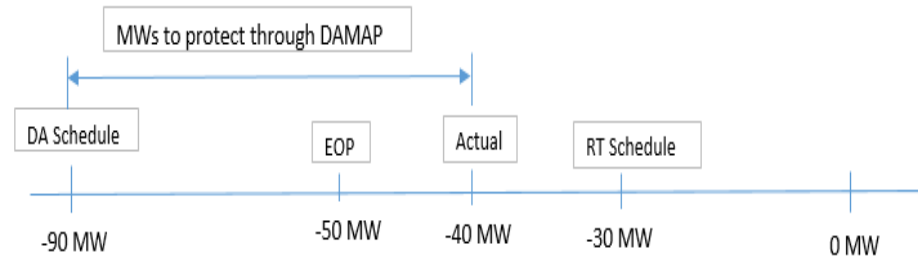 MWs to protect through DAMAP
DA Schedule
EOP
Actual
RT Schedule
-90 MW
-50 MW
-40 MW
-30 MW
0 MW